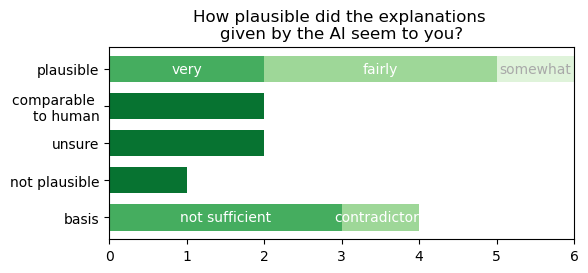 How plausible did the explanations
given by the AI seem to you?
plausible very fairly somewhat
comparable
to human
unsure
not plausible
basis not sufficient contradictor
0 1 2 3 4 5 6